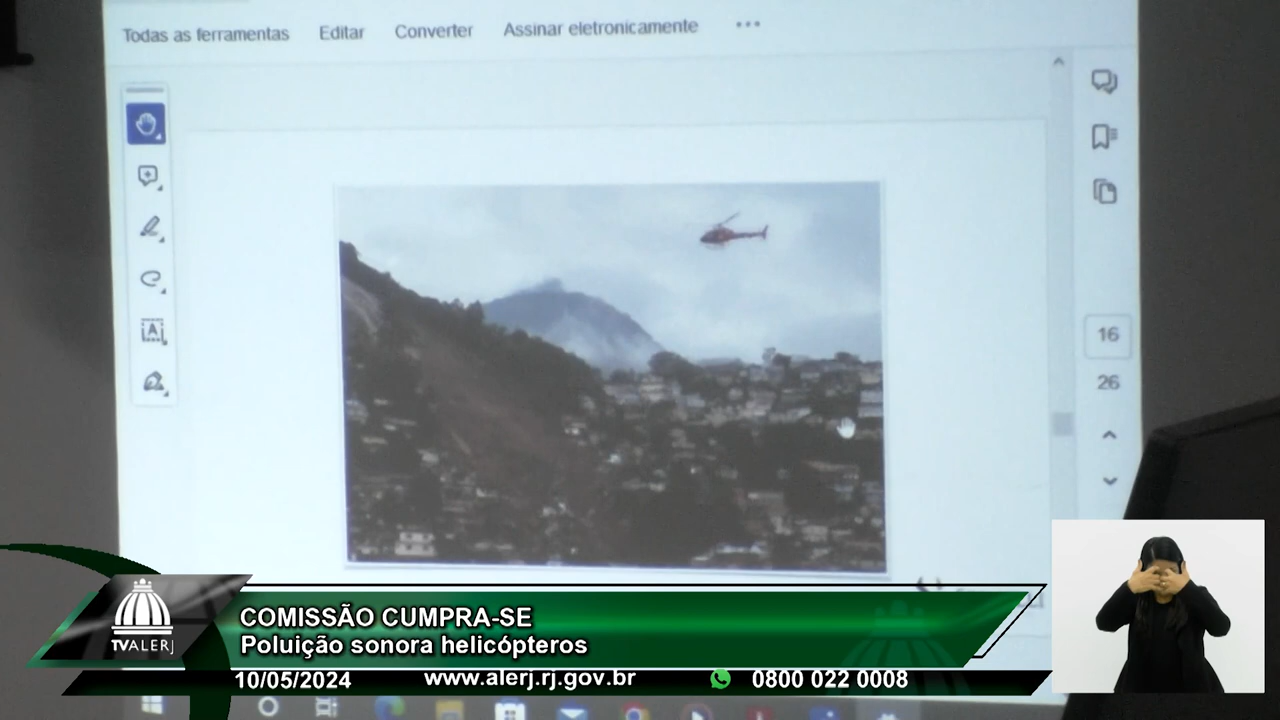 Todas as ferramentas Editar Converter Assinar eletronicamente
16
26
COMISSÃO CUMPRA-SE
Poluição sonora helicópteros
TVALERJ
10/05/2024 www.alerj.rj.gov.br 0800 022 0008